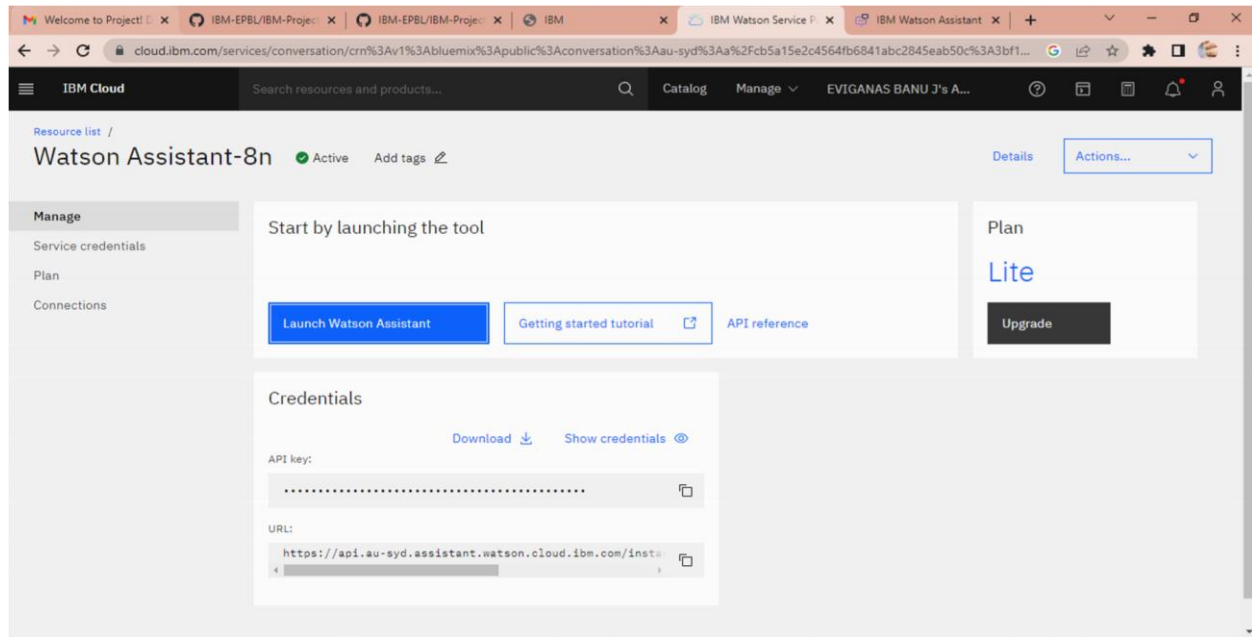 Welcome to Project! D
IBM-EPBL/IBM-Project
IBM-EPBL/IBM-Project
IBM
IBM Watson Service P
IBM Watson Assistant
cloud.ibm.com/services/conversation/crn%3Av1%3Abluemix%3Apublic%3Aconversation%3Aau-syd%3Aa%2Fcb5a15e2c4564fb6841abc2845eab50c%3A3bf1...
IBM Cloud
Search resources and products...
Catalog
Manage
EVIGANAS BANU J's A...
Resource list /
Watson Assistant-8n
Active
Add tags
Details
Actions...
Manage
Service credentials
Plan
Connections
Start by launching the tool
Launch Watson Assistant
Getting started tutorial
API reference
Plan
Lite
Upgrade
Credentials
Download
Show credentials
API key:
••••••••••••••••••••••••••••••••••••••••••••
URL:
https://api.au-syd.assistant.watson.cloud.ibm.com/insta